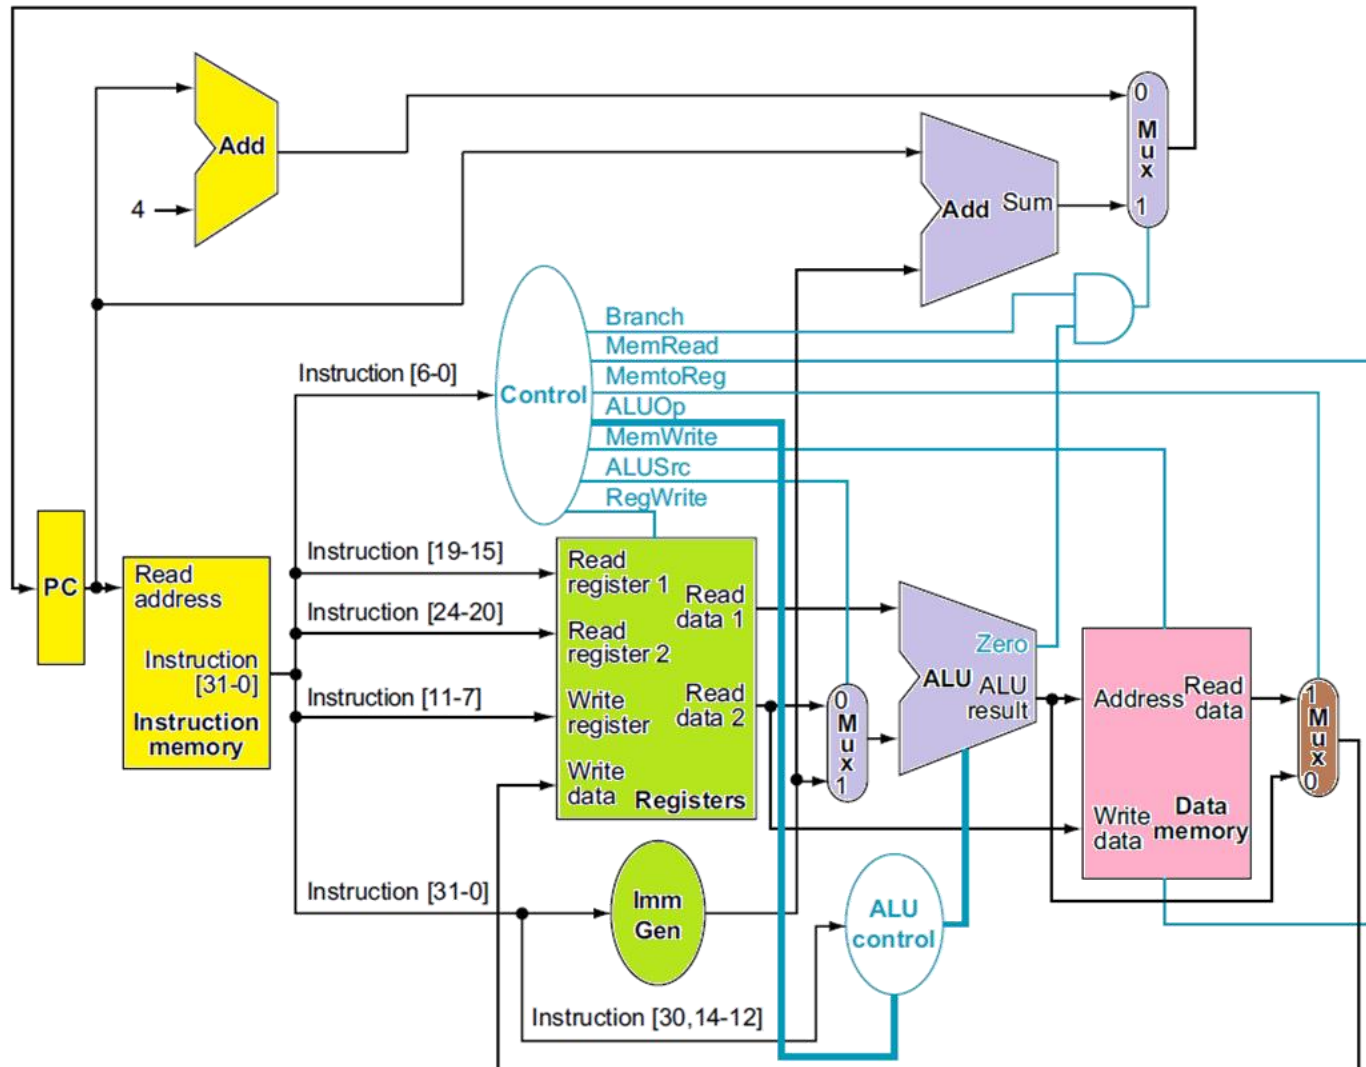 Add
4
Add Sum
0
M
u
x
1
Branch
MemRead
MemtoReg
ALUOp
MemWrite
ALUSrc
RegWrite
Control
Instruction [6-0]
PC
Read
address
Instruction
[31-0]
Instruction
memory
Instruction [19-15]
Instruction [24-20]
Instruction [11-7]
Instruction [31-0]
Read
register 1
Read
register 2
Write
register
Write
data
Read
data 1
Read
data 2
Registers
Imm
Gen
Instruction [30,14-12]
0
M
u
x
1
Zero
ALU
ALU
result
ALU
control
Address
Read
data
Write
data
Data
memory
1
M
u
x
0